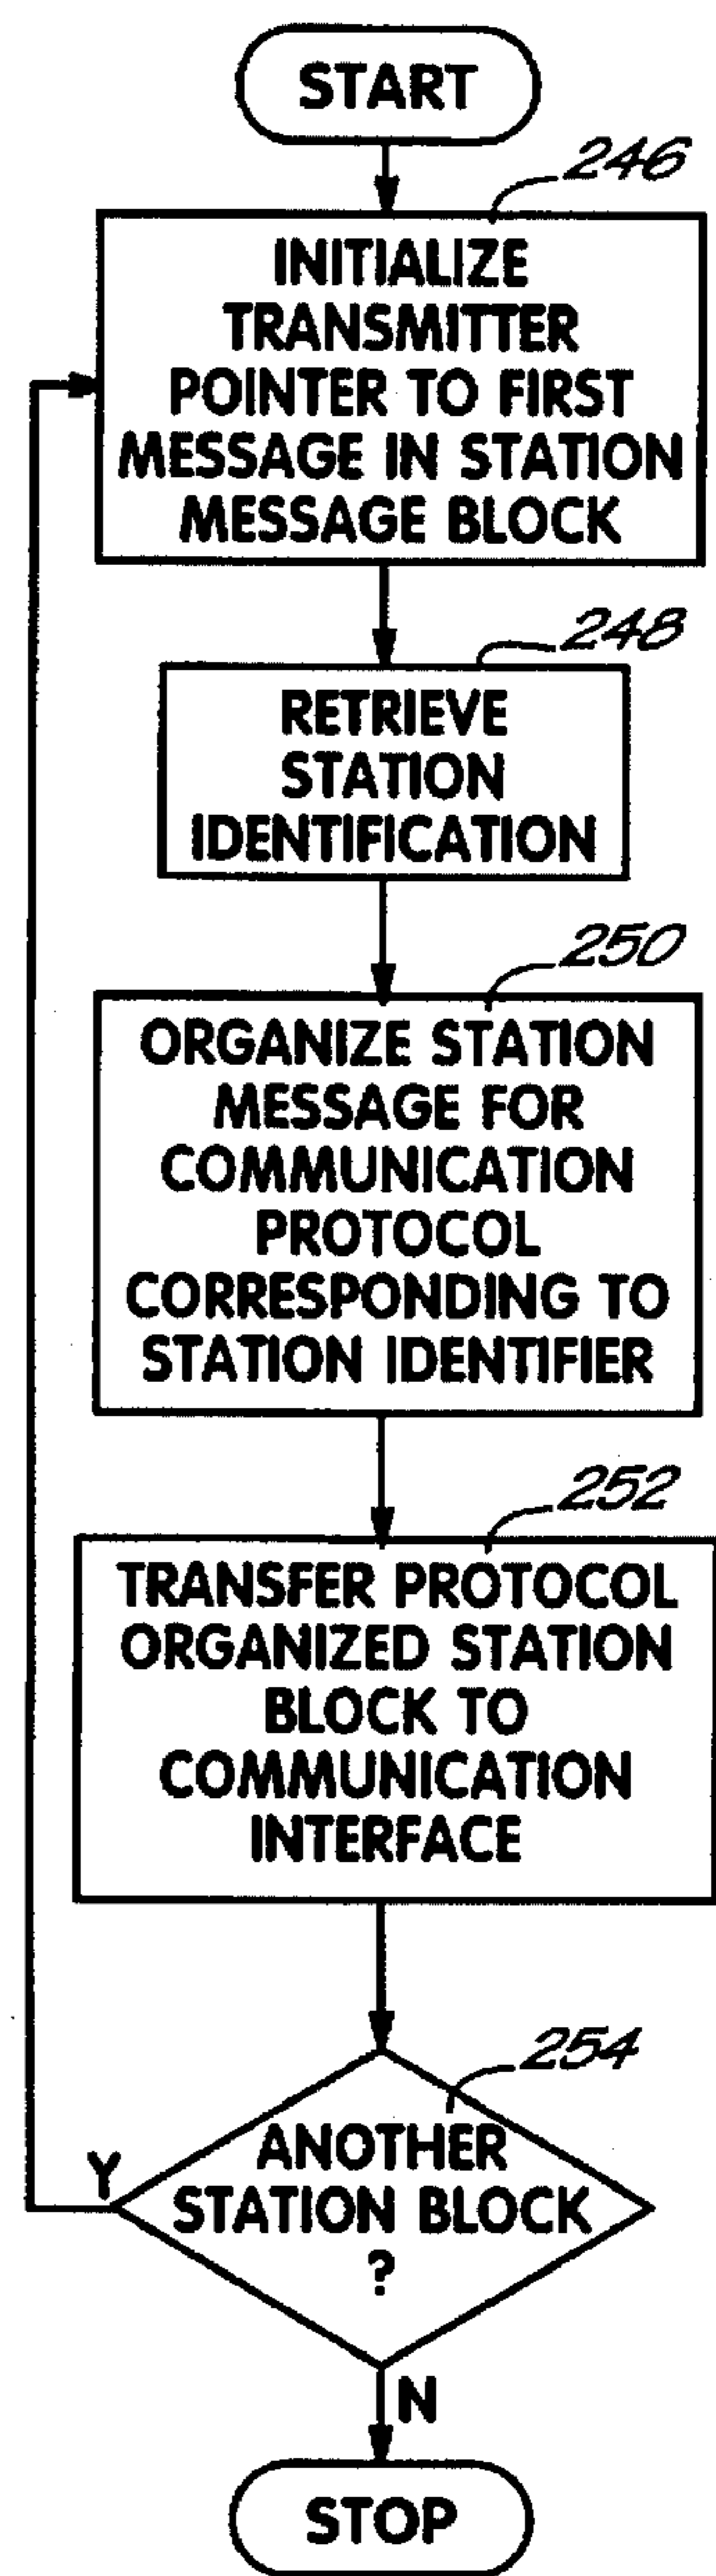 START
246
INITIALIZE
TRANSMITTER
POINTER TO FIRST
MESSAGE IN STATION
MESSAGE BLOCK
248
RETRIEVE
STATION
IDENTIFICATION
250
ORGANIZE STATION
MESSAGE FOR
COMMUNICATION
PROTOCOL
CORRESPONDING TO
STATION IDENTIFIER
252
TRANSFER PROTOCOL
ORGANIZED STATION
BLOCK TO
COMMUNICATION
INTERFACE
254
ANOTHER
Y
STATION BLOCK
?
N
STOP